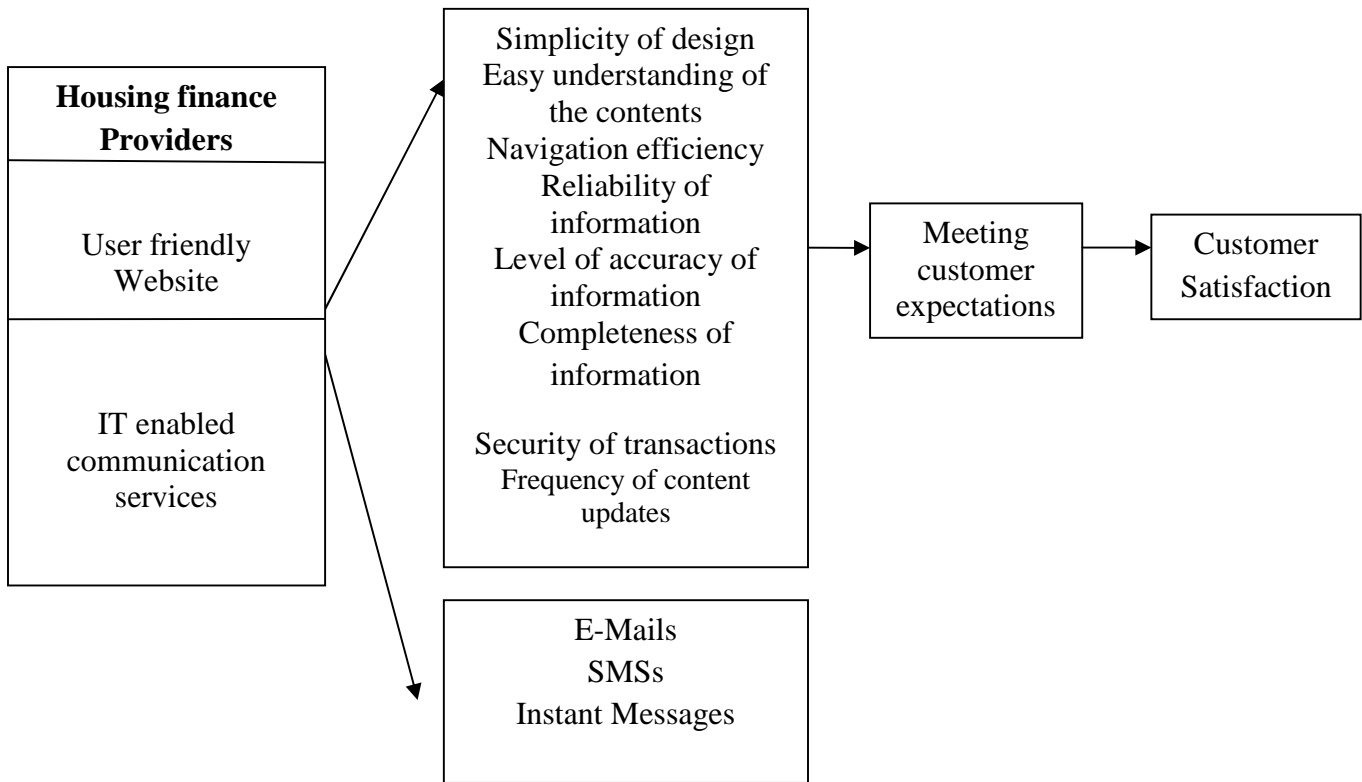 Housing finance
Providers
User friendly
Website
IT enabled
communication
services
Simplicity of design
Easy understanding of
the contents
Navigation efficiency
Reliability of
information
Level of accuracy of
information
Completeness of
information
Security of transactions
Frequency of content
updates
E-Mails
SMSs
Instant Messages
Meeting
customer
expectations
Customer
Satisfaction